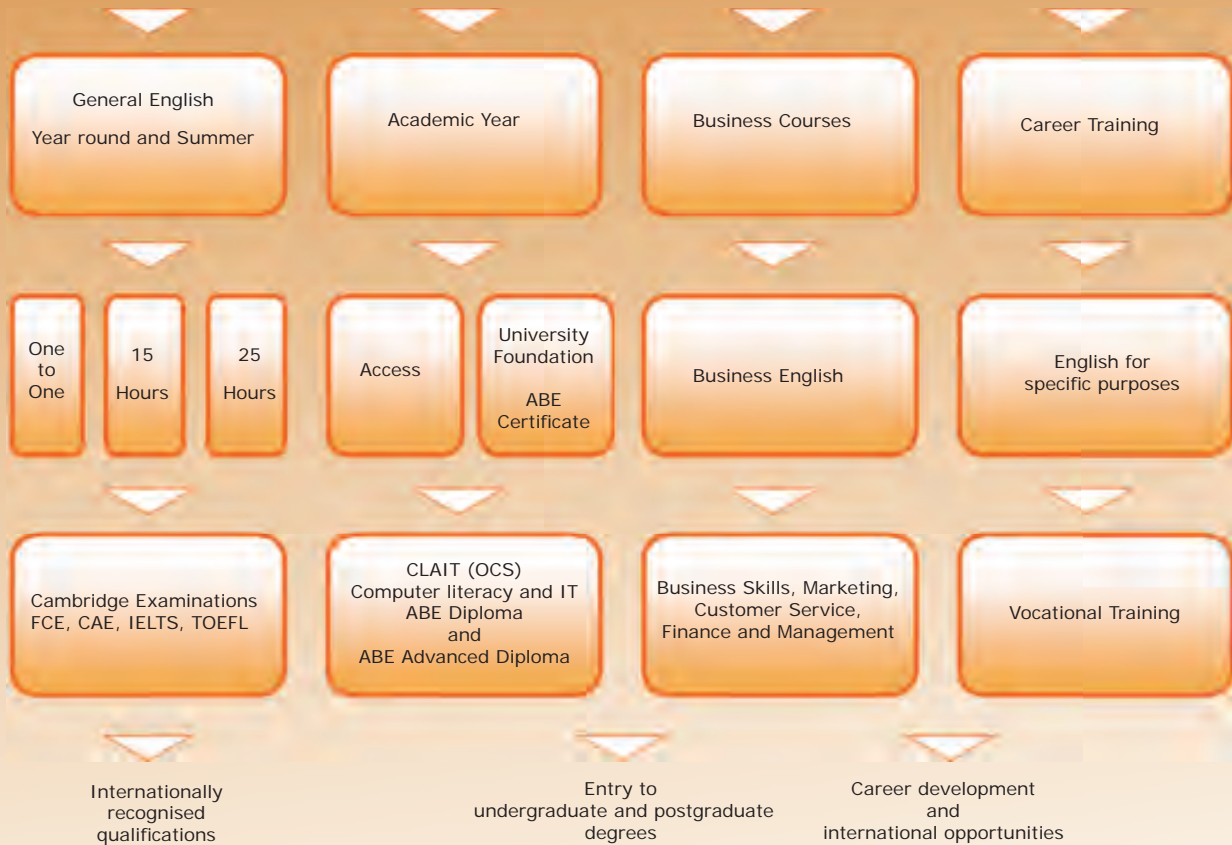 General English
Year round and Summer
Academic Year
Business Courses
Career Training
One
to
One
15
Hours
25
Hours
Access
University
Foundation
ABE
Certificate
Business English
English for
specific purposes
Cambridge Examinations
FCE, CAE, IELTS, TOEFL
CLAIT (OCS)
Computer literacy and IT
ABE Diploma
and
ABE Advanced Diploma
Business Skills, Marketing,
Customer Service,
Finance and Management
Vocational Training
Internationally
recognised
qualifications
Entry to
undergraduate and postgraduate
degrees
Career development
and
international opportunities